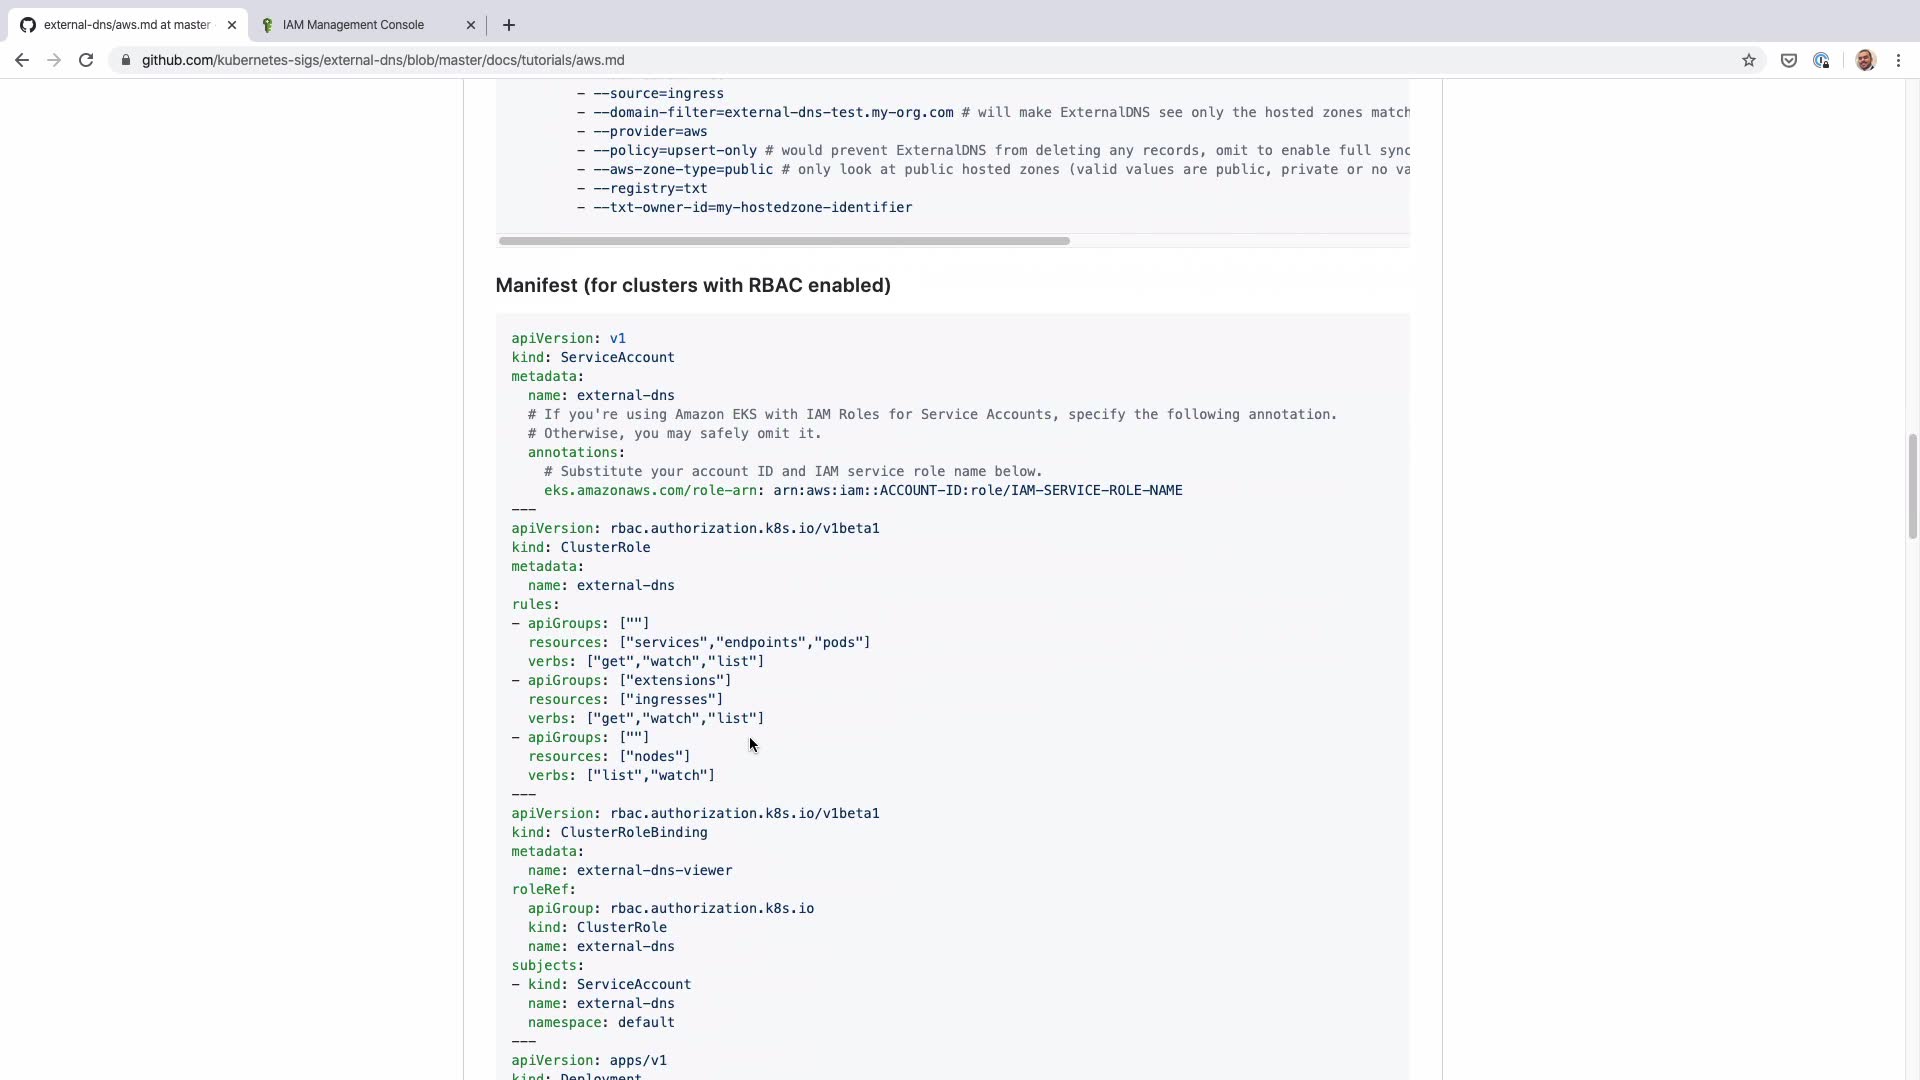 external-dns/aws.md at master
IAM Management Console
github.com/kubernetes-sigs/external-dns/blob/master/docs/tutorials/aws.md
- --source=ingress
- --domain-filter=external-dns-test.my-org.com # will make ExternalDNS see only the hosted zones match
- --provider=aws
- --policy=upsert-only # would prevent ExternalDNS from deleting any records, omit to enable full sync
- --aws-zone-type=public # only look at public hosted zones (valid values are public, private or no va
- --registry=txt
- --txt-owner-id=my-hostedzone-identifier
Manifest (for clusters with RBAC enabled)
apiVersion: v1
kind: ServiceAccount
metadata:
  name: external-dns
  # If you're using Amazon EKS with IAM Roles for Service Accounts, specify the following annotation.
  # Otherwise, you may safely omit it.
  annotations:
    # Substitute your account ID and IAM service role name below.
    eks.amazonaws.com/role-arn: arn:aws:iam::ACCOUNT-ID:role/IAM-SERVICE-ROLE-NAME
---
apiVersion: rbac.authorization.k8s.io/v1beta1
kind: ClusterRole
metadata:
  name: external-dns
rules:
- apiGroups: [""]
  resources: ["services","endpoints","pods"]
  verbs: ["get","watch","list"]
- apiGroups: ["extensions"]
  resources: ["ingresses"]
  verbs: ["get","watch","list"]
- apiGroups: [""]
  resources: ["nodes"]
  verbs: ["list","watch"]
---
apiVersion: rbac.authorization.k8s.io/v1beta1
kind: ClusterRoleBinding
metadata:
  name: external-dns-viewer
roleRef:
  apiGroup: rbac.authorization.k8s.io
  kind: ClusterRole
  name: external-dns
subjects:
- kind: ServiceAccount
  name: external-dns
  namespace: default
---
apiVersion: apps/v1
kind: Deployment